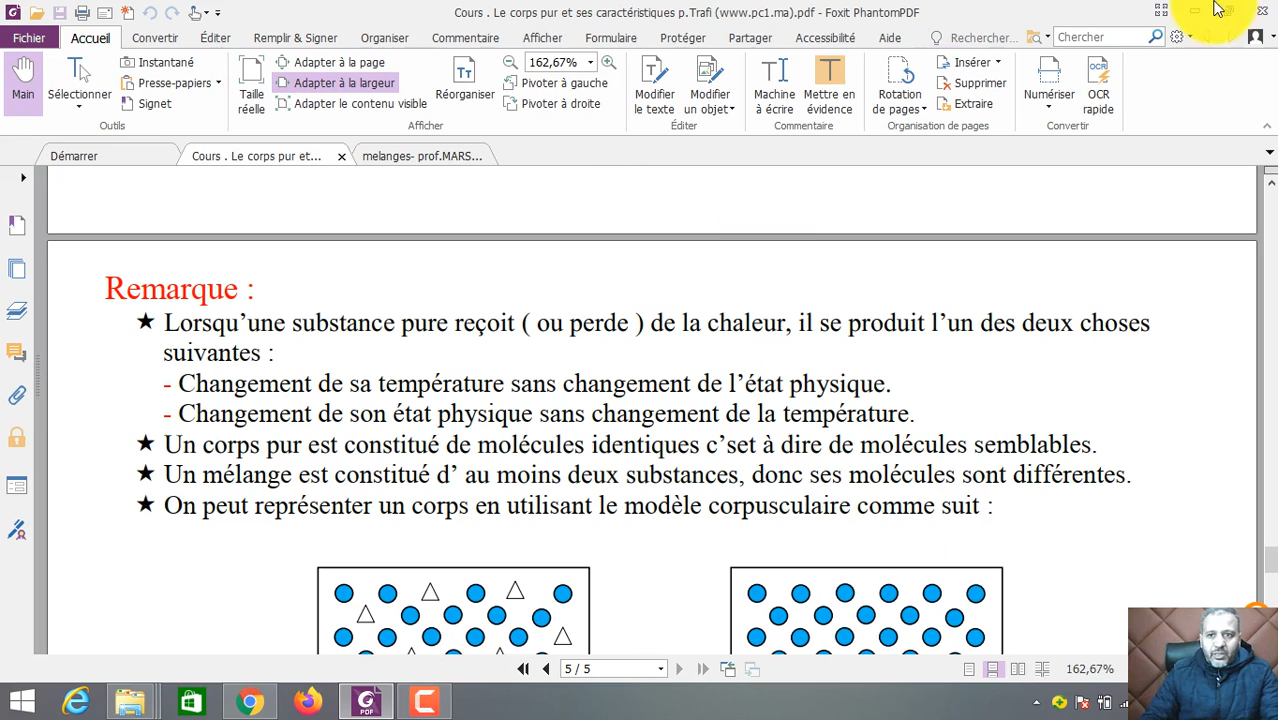 Cours . Le corps pur et ses caractéristiques p.Trafi (www.pc1.ma).pdf - Foxit PhantomPDF
Fichier Accueil Convertir Éditer Remplir & Signer Organiser Commentaire Afficher Formulaire Protéger Partager Accessibilité Aide Rechercher... Chercher
Main
Sélectionner
Instantané
Presse-papiers
Signet
Outils
Taille réelle
Adapter à la page
Adapter à la largeur
Adapter le contenu visible
Réorganiser
162,67%
Pivoter à gauche
Pivoter à droite
Afficher
Modifier le texte
Modifier un objet
Éditer
Machine à écrire
Mettre en évidence
Commentaire
Rotation de pages
Insérer
Supprimer
Extraire
Organisation de pages
Numériser
OCR rapide
Convertir
Démarrer
Cours . Le corps pur et...
melanges- prof.MARS...
Remarque :
★ Lorsqu’une substance pure reçoit ( ou perde ) de la chaleur, il se produit l’un des deux choses
suivantes :
- Changement de sa température sans changement de l’état physique.
- Changement de son état physique sans changement de la température.
★ Un corps pur est constitué de molécules identiques c’set à dire de molécules semblables.
★ Un mélange est constitué d’ au moins deux substances, donc ses molécules sont différentes.
★ On peut représenter un corps en utilisant le modèle corpusculaire comme suit :
5 / 5
162,67%
PDF